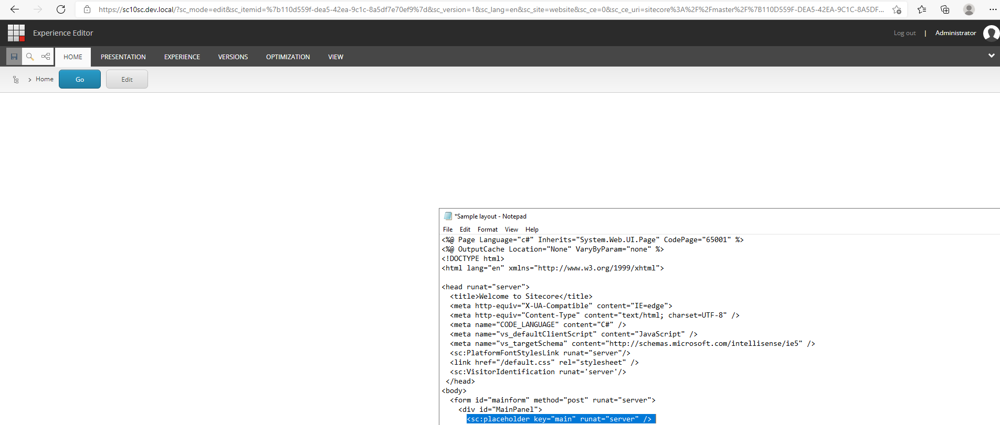 https://sc10sc.dev.local/?sc_mode=edit&sc_itemid=%7b110d559f-dea5-42ea-9c1c-8a5df7e70ef9%7d&sc_version=1&sc_lang=en&sc_site=website&sc_ce=0&sc_ce_uri=sitecore%3A%2F%2Fmaster%2F%7B110D559F-DEA5-42EA-9C1C-8A5DF...
Experience Editor
Log out | Administrator
HOME PRESENTATION EXPERIENCE VERSIONS OPTIMIZATION VIEW
> Home Go Edit
*Sample layout - Notepad
File Edit Format View Help
<%@ Page Language="c#" Inherits="System.Web.UI.Page" CodePage="65001" %>
<%@ OutputCache Location="None" VaryByParam="none" %>
<!DOCTYPE html>
<html lang="en" xmlns="http://www.w3.org/1999/xhtml">
<head runat="server">
<title>Welcome to Sitecore</title>
<meta http-equiv="X-UA-Compatible" content="IE=edge">
<meta http-equiv="Content-Type" content="text/html; charset=UTF-8" />
<meta name="CODE_LANGUAGE" content="C#" />
<meta name="vs_defaultClientScript" content="JavaScript" />
<meta name="vs_targetSchema" content="http://schemas.microsoft.com/intellisense/ie5" />
<sc:PlatformFontStylesLink runat="server"/>
<link href="/default.css" rel="stylesheet" />
<sc:VisitorIdentification runat='server'/>
</head>
<body>
<form id="mainform" method="post" runat="server">
<div id="MainPanel">
<sc:placeholder key="main" runat="server" />